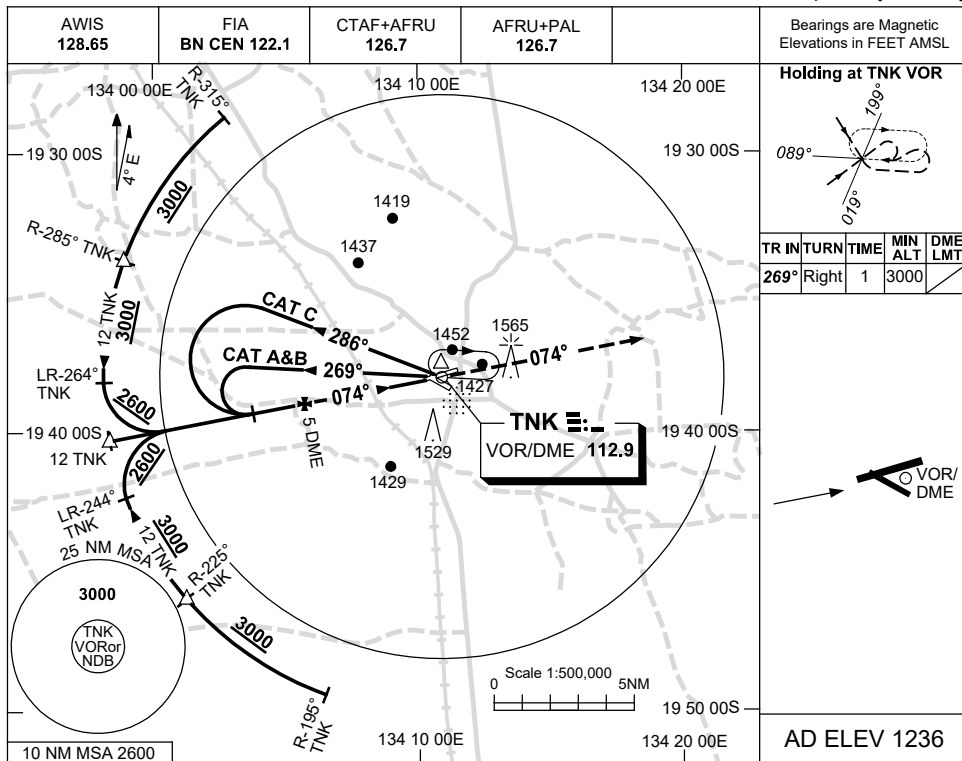 AWIS
128.65
FIA
BN CEN 122.1
CTAF+AFRU
126.7
AFRU+PAL
126.7
Bearings are Magnetic
Elevations in FEET AMSL
134 00 00E
R-315°
TNK
134 10 00E
134 20 00E
Holding at TNK VOR
199°
089°
019°
4° E
19 30 00S
19 30 00S
3000
1419
1437
R-285° TNK
TR IN
TURN
TIME
MIN
ALT
DME
LMT
269°
Right
1
3000
12 TNK
3000
CAT C
286°
1452
1565
074°
CAT A&B
269°
074°
1427
LR-264°
TNK
2600
5 DME
TNK
VOR/DME 112.9
19 40 00S
19 40 00S
12 TNK
2600
1529
1429
VOR/
DME
LR-244°
TNK
3000
12 TNK
25 NM MSA
R-225°
TNK
3000
TNK
VORor
NDB
3000
Scale 1:500,000
0
5NM
R-195°
TNK
19 50 00S
10 NM MSA 2600
134 10 00E
134 20 00E
AD ELEV 1236